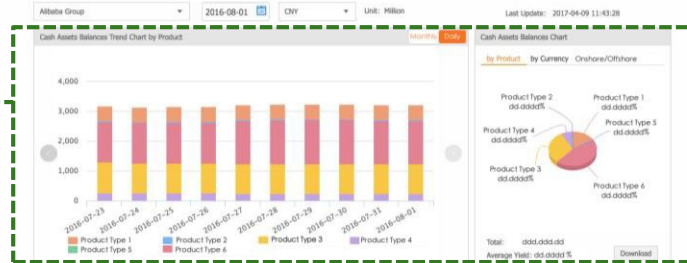 Alibaba Group 2016-08-01 CNY Unit: Million Last Update: 2017-04-09 11:43:28
Cash Assets Balances Trend Chart by Product Monthly Daily
4,000
3,000
2,000
1,000
0
2016-07-23 2016-07-24 2016-07-25 2016-07-26 2016-07-27 2016-07-28 2016-07-29 2016-07-30 2016-07-31 2016-08-01
Product Type 1 Product Type 2 Product Type 3 Product Type 4
Product Type 5 Product Type 6
Cash Assets Balances Chart
by Product by Currency Onshore/Offshore
Product Type 2
dd.dddd%
Product Type 1
dd.dddd%
Product Type 4
dd.dddd%
Product Type 5
dd.dddd%
Product Type 3
dd.dddd%
Product Type 6
dd.dddd%
Total: ddd,ddd.dd
Average Yield: dd.dddd % Download